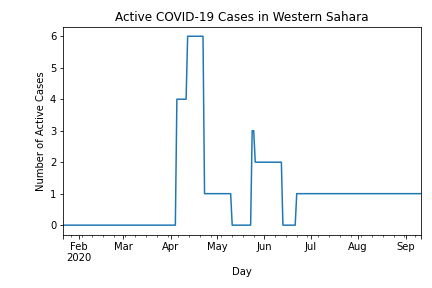 Active COVID-19 Cases in Western Sahara
Number of Active Cases
6
5
4
3
2
1
0
Feb Mar Apr May Jun Jul Aug Sep
2020
Day